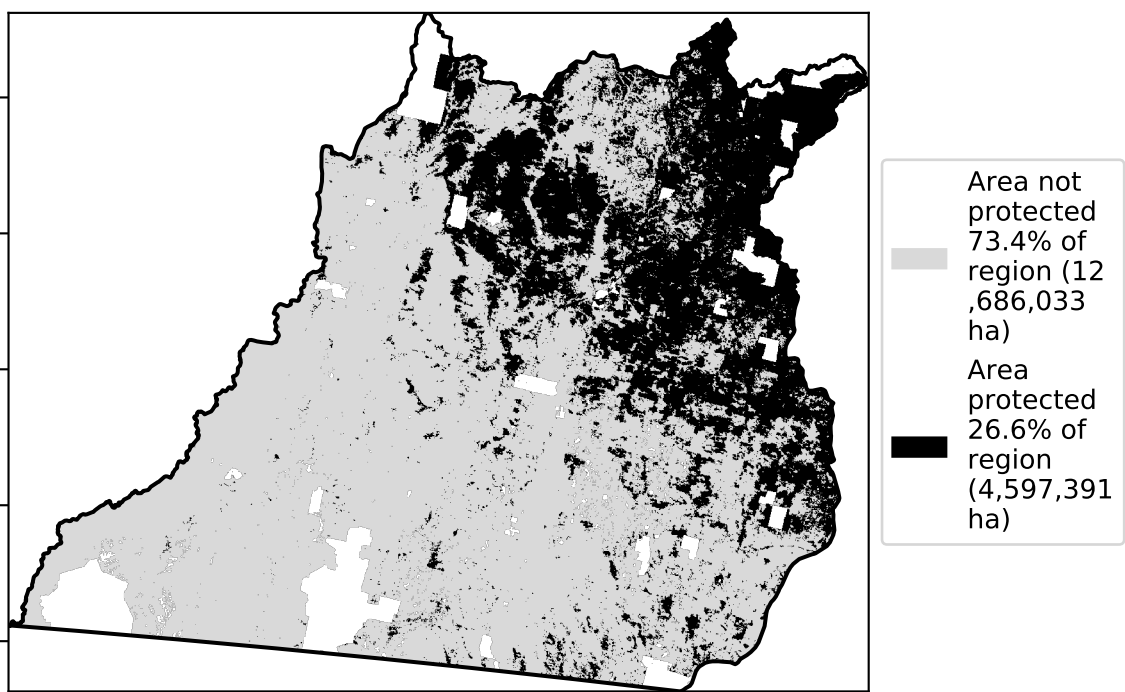 Area not
protected
73.4% of
region (12
,686,033
ha)
Area
protected
26.6% of
region
(4,597,391
ha)